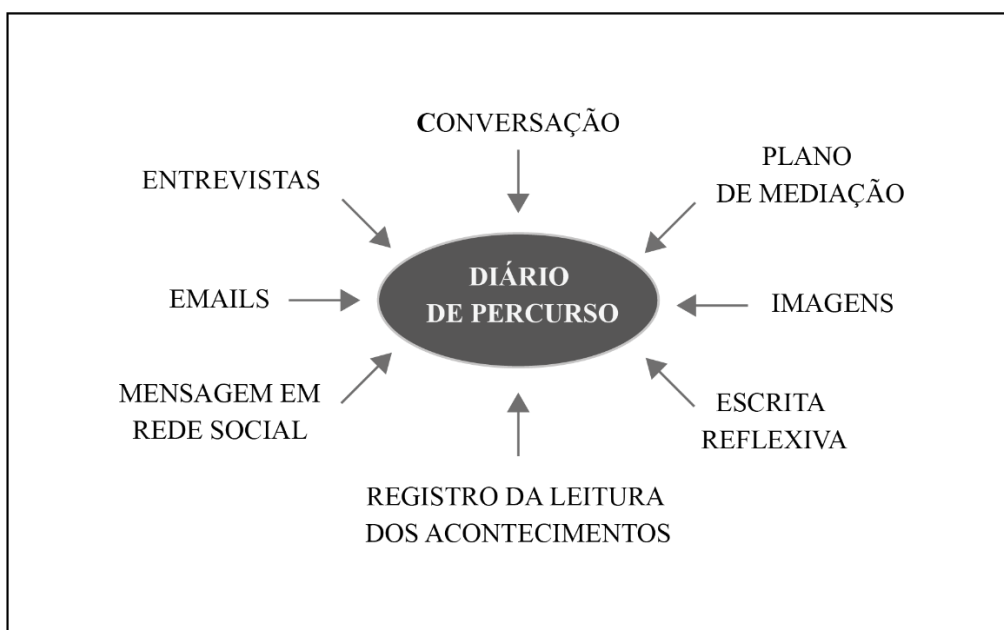 CONVERSAÇÃO
PLANO
DE MEDIAÇÃO
ENTREVISTAS
DIÁRIO
DE PERCURSO
EMAILS
IMAGENS
MENSAGEM EM
REDE SOCIAL
ESCRITA
REFLEXIVA
REGISTRO DA LEITURA
DOS ACONTECIMENTOS